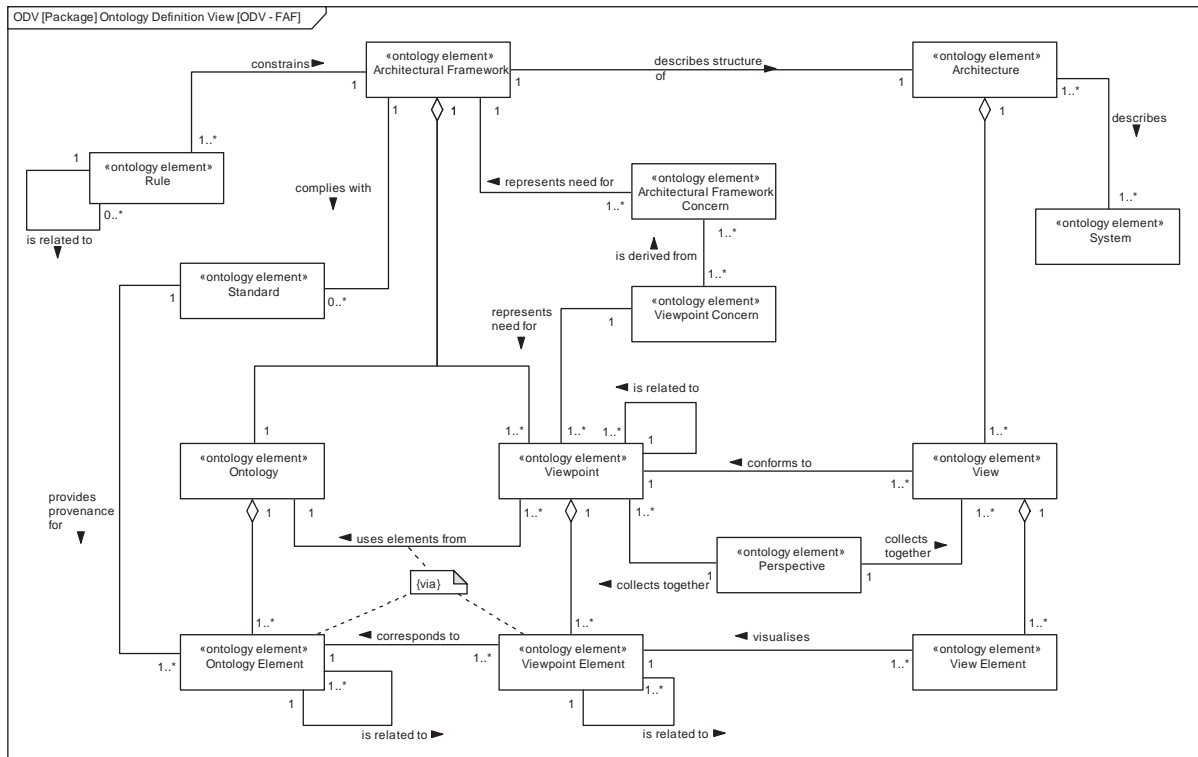 ODV [Package] Ontology Definition View [ODV - FAF]
«ontology element»
Architectural Framework
«ontology element»
Architecture
constrains
describes structure
of
1
1
1
1
1
1
1
1..*
1
describes
1..*
«ontology element»
Rule
1
0..*
is related to
complies with
represents need for
«ontology element»
Architectural Framework
Concern
1..*
1..*
is derived from
1..*
1..*
«ontology element»
System
«ontology element»
Standard
1
0..*
«ontology element»
Viewpoint Concern
1
represents
need for
is related to
1
1..*
1..*
1..*
1
1..*
«ontology element»
Ontology
«ontology element»
Viewpoint
«ontology element»
View
conforms to
1
1..*
provides
provenance
for
1
1
1..*
1
1..*
1..*
1
uses elements from
«ontology element»
Perspective
collects
together
1
1
collects together
{via}
1..*
1..*
1..*
«ontology element»
Ontology Element
«ontology element»
Viewpoint Element
«ontology element»
View Element
corresponds to
visualises
1..*
1
1..*
1
1..*
1..*
1
1..*
1
is related to
is related to